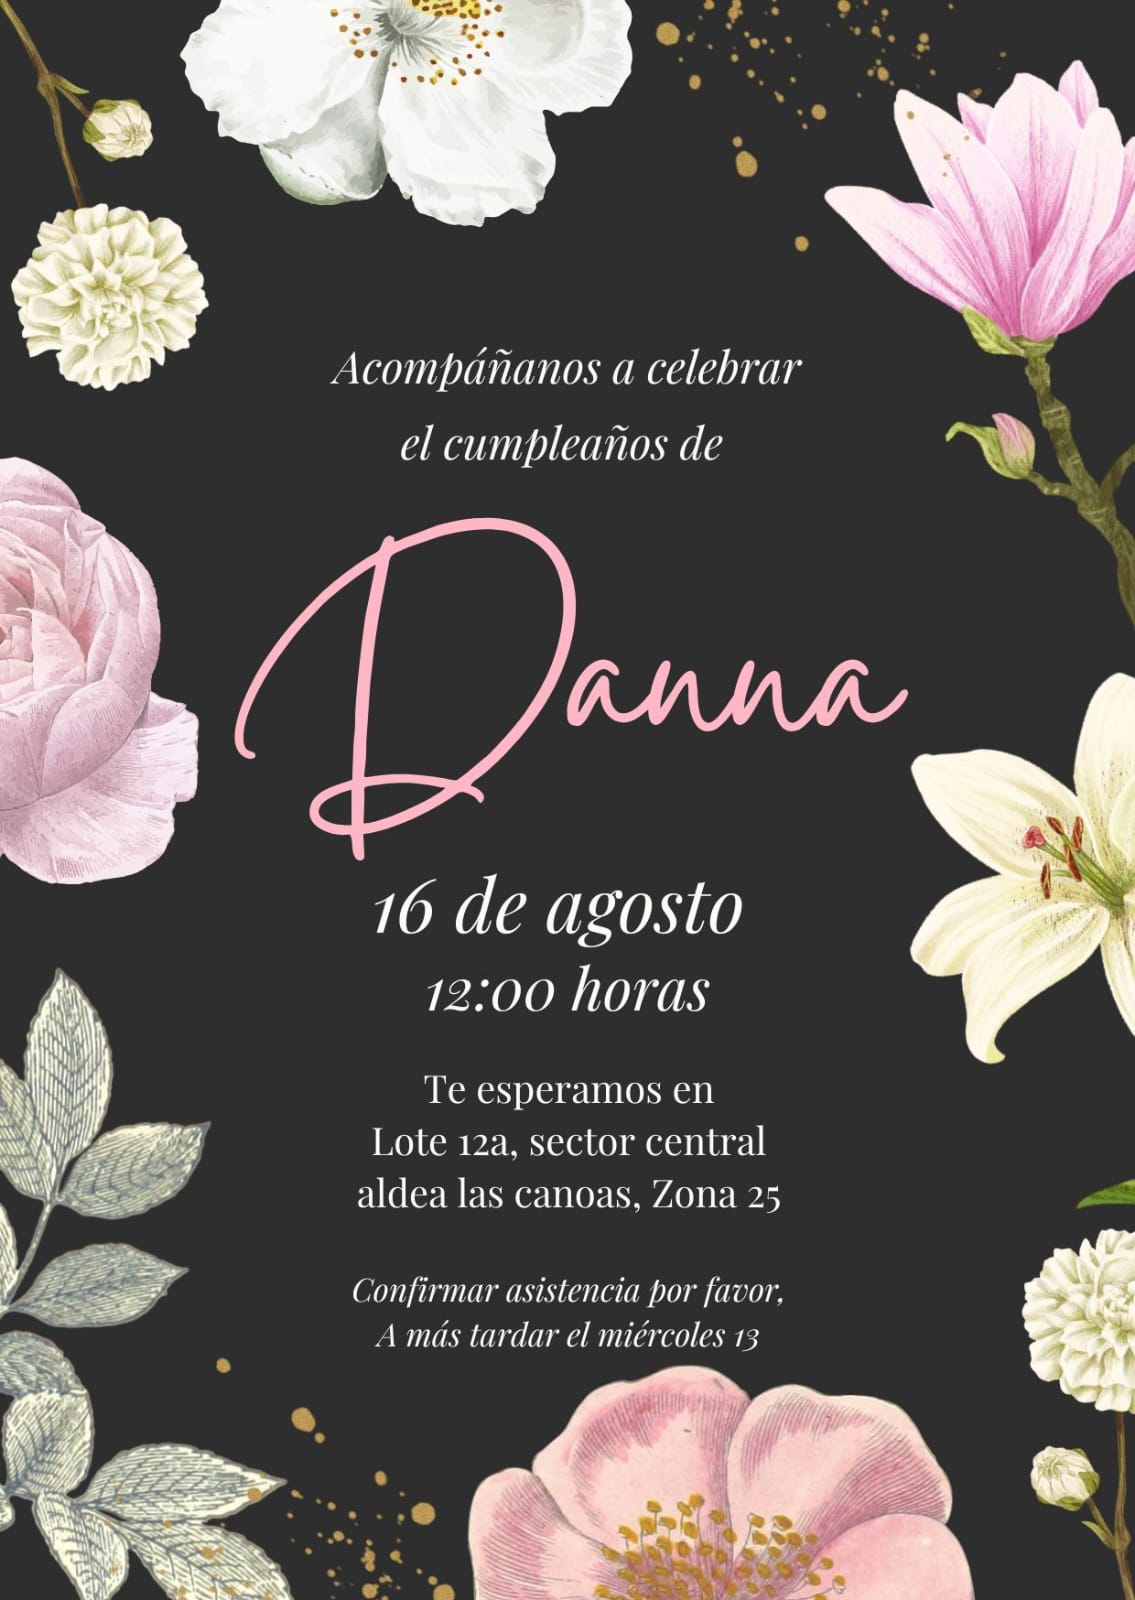 Acompáñanos a celebrar
el cumpleaños de
Danna
16 de agosto
12:00 horas
Te esperamos en
Lote 12a, sector central
aldea las canoas, Zona 25
Confirmar asistencia por favor,
A más tardar el miércoles 13